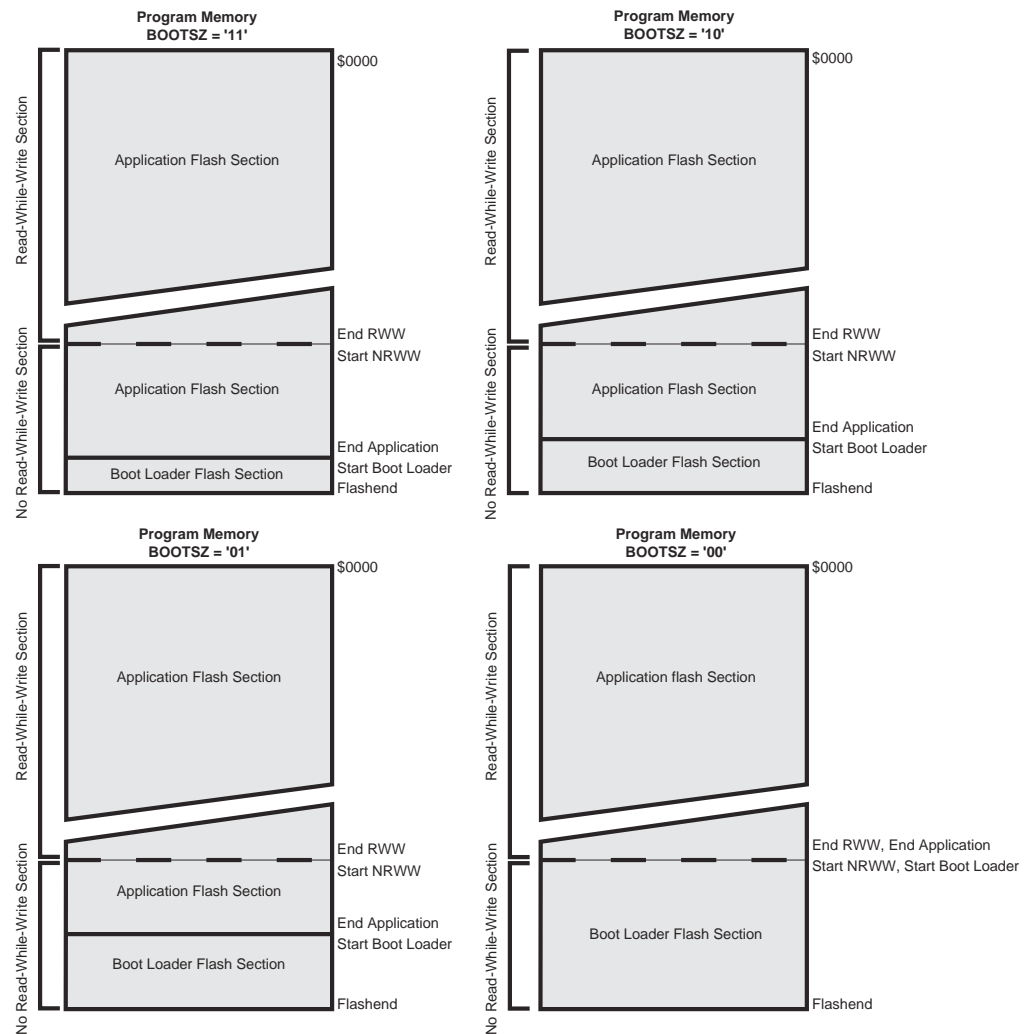 Program Memory
BOOTSZ = '11'
$0000
Read-While-Write Section
Application Flash Section
End RWW
Start NRWW
No Read-While-Write Section
Application Flash Section
End Application
Start Boot Loader
Boot Loader Flash Section
Flashend
Program Memory
BOOTSZ = '10'
$0000
Read-While-Write Section
Application Flash Section
End RWW
Start NRWW
No Read-While-Write Section
Application Flash Section
End Application
Start Boot Loader
Boot Loader Flash Section
Flashend
Program Memory
BOOTSZ = '01'
$0000
Read-While-Write Section
Application Flash Section
End RWW
Start NRWW
No Read-While-Write Section
Application Flash Section
End Application
Start Boot Loader
Boot Loader Flash Section
Flashend
Program Memory
BOOTSZ = '00'
$0000
Read-While-Write Section
Application flash Section
End RWW, End Application
Start NRWW, Start Boot Loader
No Read-While-Write Section
Boot Loader Flash Section
Flashend